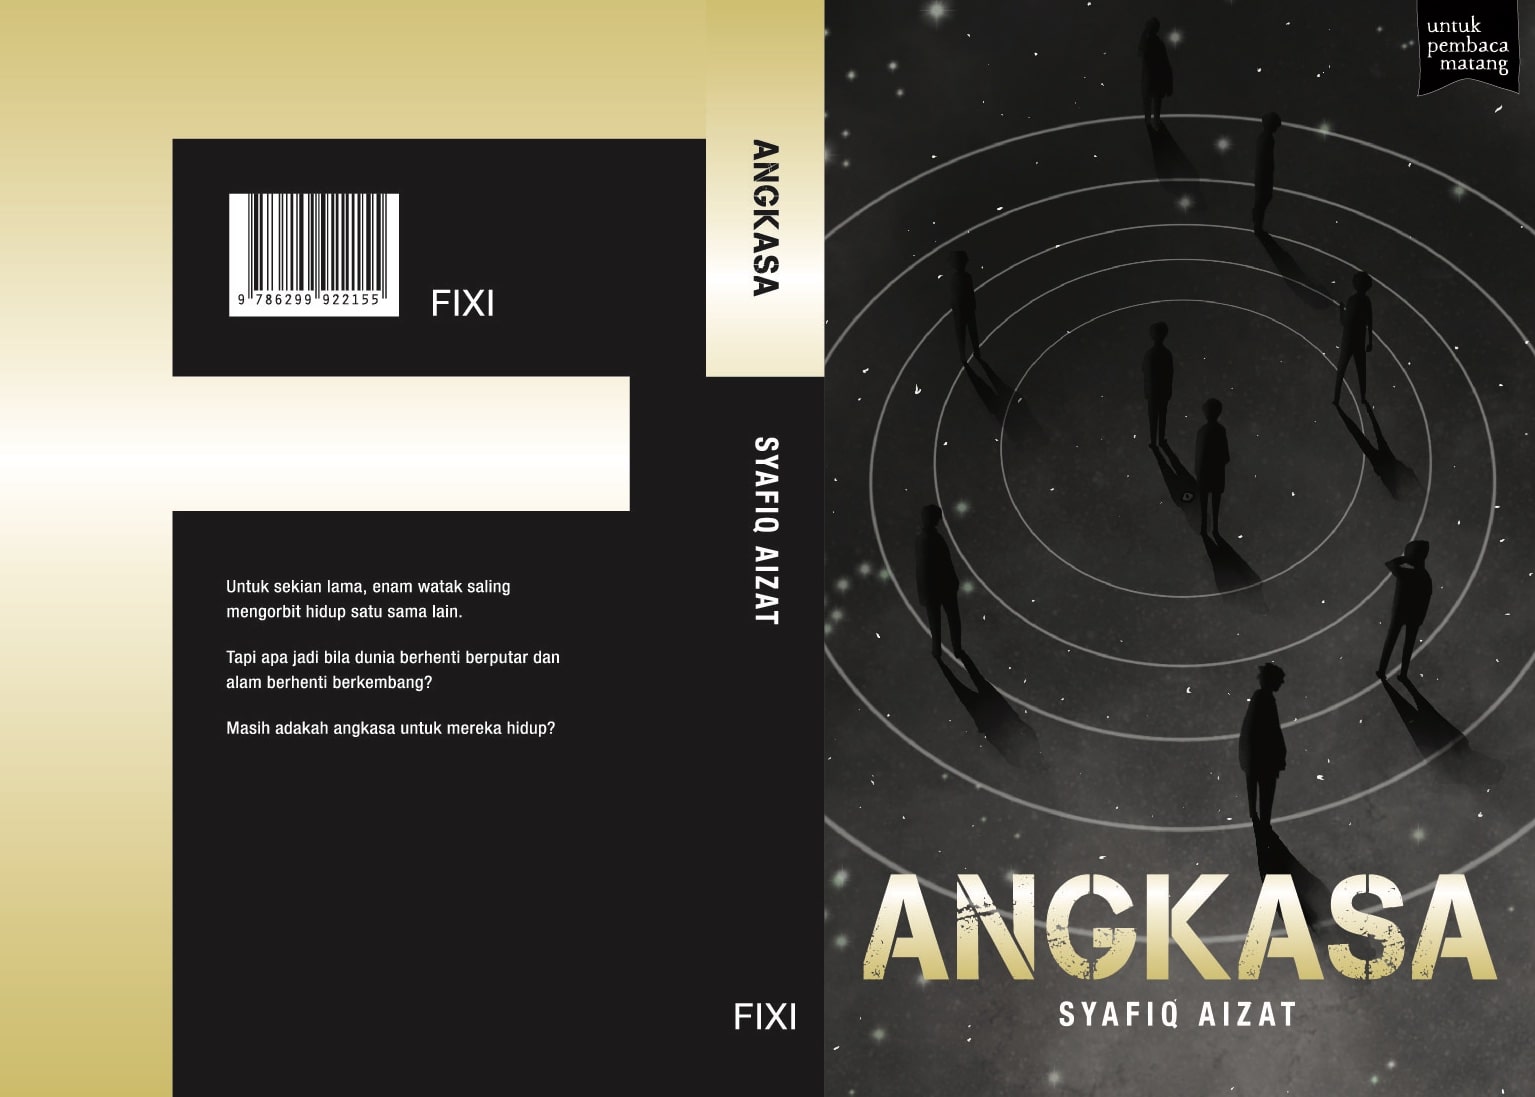 9 786299 922155
FIXI
Untuk sekian lama, enam watak saling
mengorbit hidup satu sama lain.
Tapi apa jadi bila dunia berhenti berputar dan
alam berhenti berkembang?
Masih adakah angkasa untuk mereka hidup?
ANGKASA
SYAFIQ AIZAT
FIXI
untuk
pembaca
matang
ANGKASA
SYAFIQ AIZAT